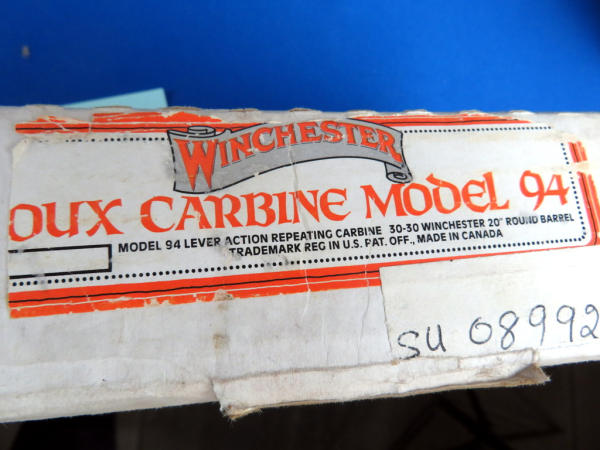 WINCHESTER
OUX CARBINE MODEL 94
MODEL 94 LEVER ACTION REPEATING CARBINE 30-30 WINCHESTER 20" ROUND BARREL
TRADEMARK REG IN U.S. PAT. OFF., MADE IN CANADA
SU 08992